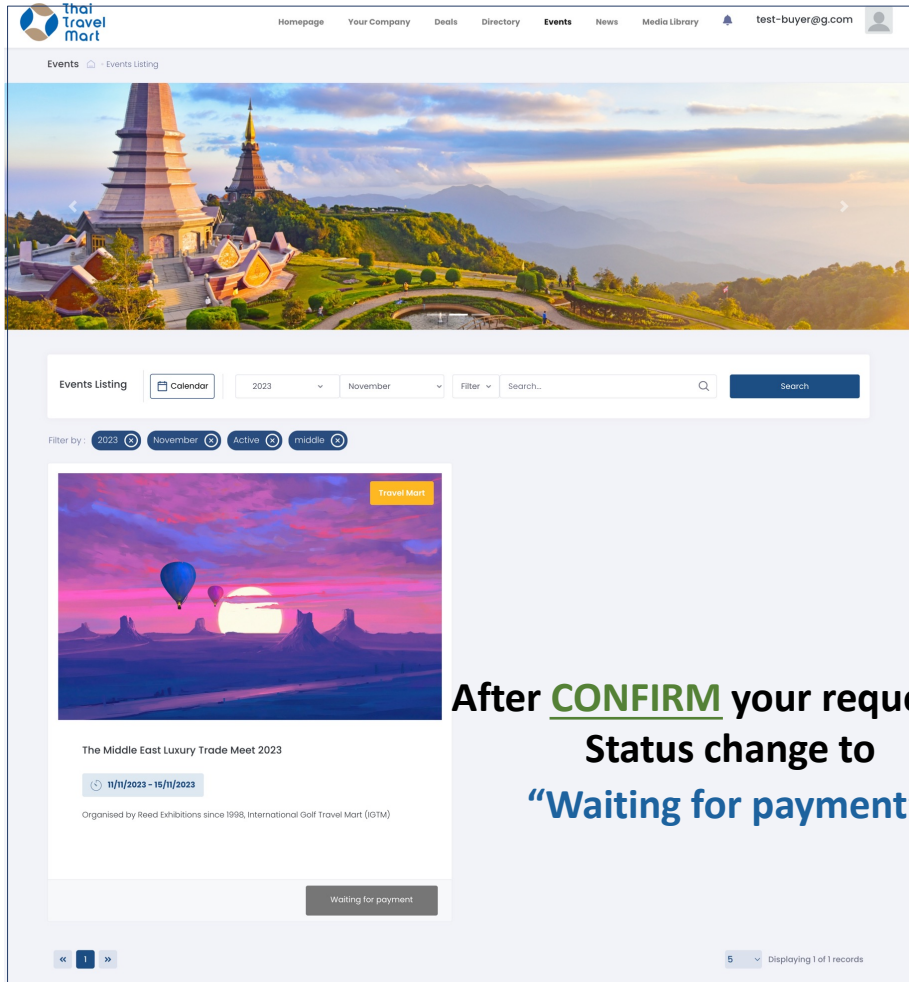 Thai
Travel
Mart
Homepage Your Company Deals Directory Events News Media Library test-buyer@g.com
Events - Events Listing
Events Listing Calendar 2023 November Filter Search... Search
Filter by : 2023 November Active middle
Travel Mart
The Middle East Luxury Trade Meet 2023
11/11/2023 - 15/11/2023
Organised by Reed Exhibitions since 1998, International Golf Travel Mart (IGTM)
Waiting for payment
After CONFIRM your reque
Status change to
“Waiting for payment
« 1 » 5 Displaying 1 of 1 records